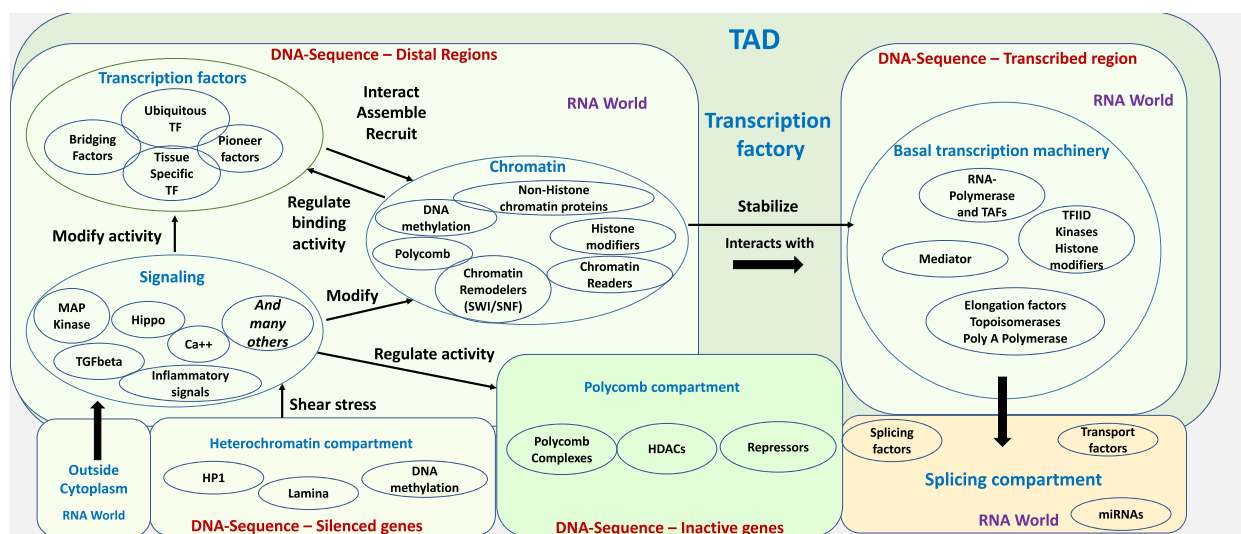 TAD
DNA-Sequence – Distal Regions
RNA World
Transcription factors
Ubiquitous
TF
Bridging
Factors
Pioneer
factors
Tissue
Specific
TF
Interact
Assemble
Recruit
Regulate
binding
activity
Modify activity
Chromatin
Non-Histone
chromatin proteins
DNA
methylation
Histone
modifiers
Polycomb
Chromatin
Remodelers
(SWI/SNF)
Chromatin
Readers
Signaling
MAP
Kinase
Hippo
And
many
others
Ca++
TGFbeta
Inflammatory
signals
Modify
Regulate activity
Shear stress
Transcription
factory
Stabilize
Interacts with
DNA-Sequence – Transcribed region
RNA World
Basal transcription machinery
RNA-
Polymerase
and TAFs
TFIID
Kinases
Histone
modifiers
Mediator
Elongation factors
Topoisomerases
Poly A Polymerase
Outside
Cytoplasm
RNA World
Heterochromatin compartment
HP1
Lamina
DNA
methylation
DNA-Sequence – Silenced genes
Polycomb compartment
Polycomb
Complexes
HDACs
Repressors
DNA-Sequence – Inactive genes
Splicing
factors
Transport
factors
Splicing compartment
RNA World
miRNAs